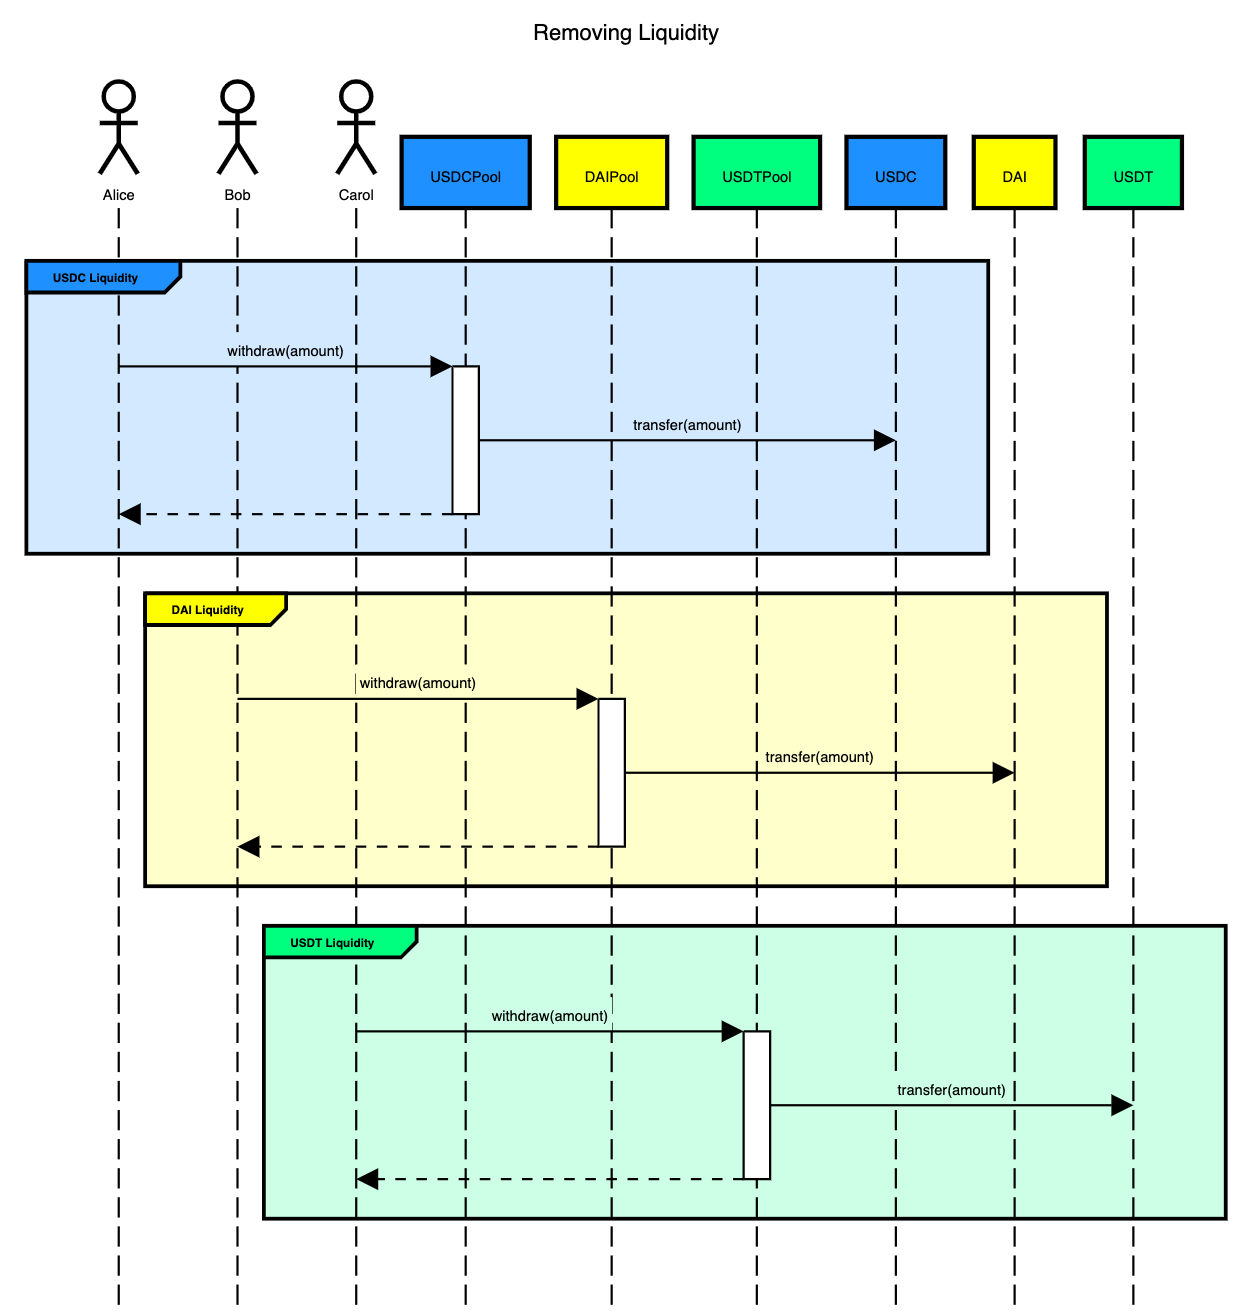 Removing Liquidity
Alice
Bob
Carol
USDCPool
DAIPool
USDTPool
USDC
DAI
USDT
USDC Liquidity
withdraw(amount)
transfer(amount)
DAI Liquidity
withdraw(amount)
transfer(amount)
USDT Liquidity
withdraw(amount)
transfer(amount)